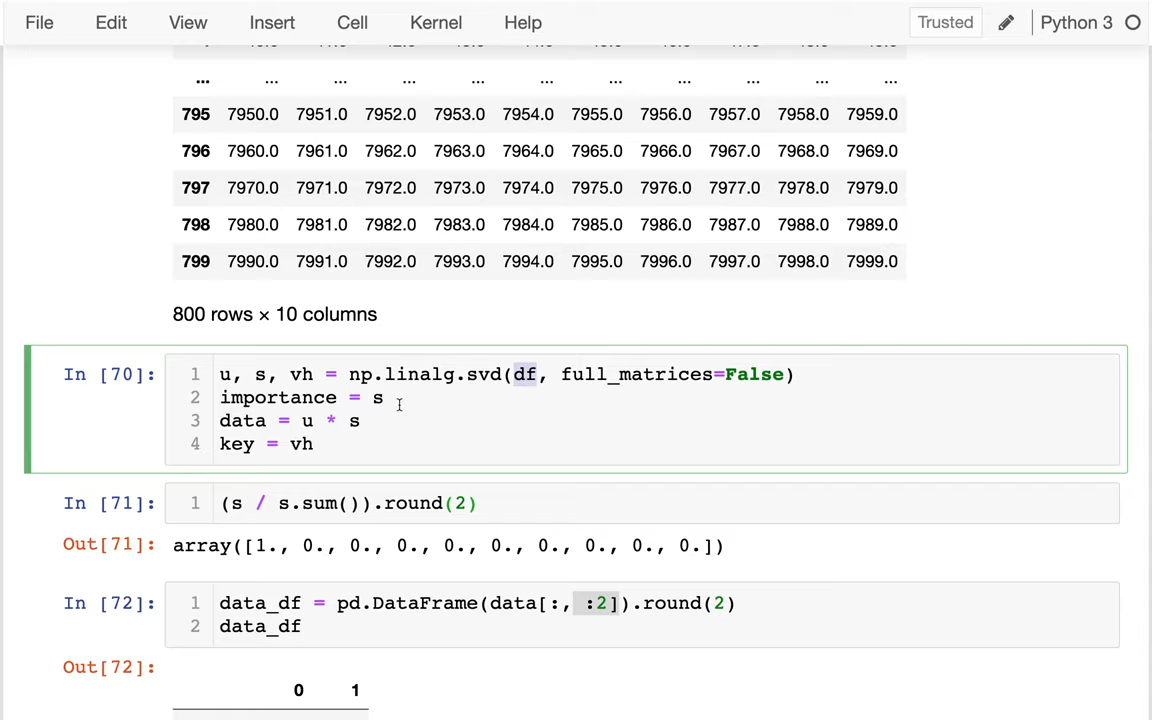 File Edit View Insert Cell Kernel Help Trusted Python 3
... ... ... ... ... ... ... ... ... ... ...
795 7950.0 7951.0 7952.0 7953.0 7954.0 7955.0 7956.0 7957.0 7958.0 7959.0
796 7960.0 7961.0 7962.0 7963.0 7964.0 7965.0 7966.0 7967.0 7968.0 7969.0
797 7970.0 7971.0 7972.0 7973.0 7974.0 7975.0 7976.0 7977.0 7978.0 7979.0
798 7980.0 7981.0 7982.0 7983.0 7984.0 7985.0 7986.0 7987.0 7988.0 7989.0
799 7990.0 7991.0 7992.0 7993.0 7994.0 7995.0 7996.0 7997.0 7998.0 7999.0
800 rows × 10 columns
In [70]: 1 u, s, vh = np.linalg.svd(df, full_matrices=False)
2 importance = s
3 data = u * s
4 key = vh
In [71]: 1 (s / s.sum()).round(2)
Out[71]: array([1., 0., 0., 0., 0., 0., 0., 0., 0., 0.])
In [72]: 1 data_df = pd.DataFrame(data[:, :2]).round(2)
2 data_df
Out[72]:
0 1